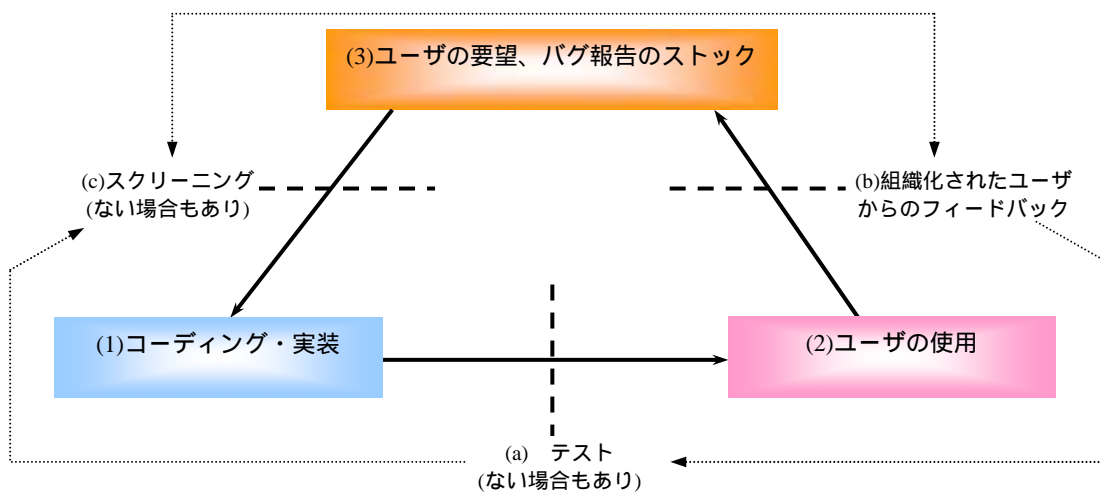 (3)ユーザの要望、バグ報告のストック
(c)スクリーニング
(ない場合もあり)
(b)組織化されたユーザ
からのフィードバック
(1)コーディング・実装
(2)ユーザの使用
(a)　テスト
(ない場合もあり)